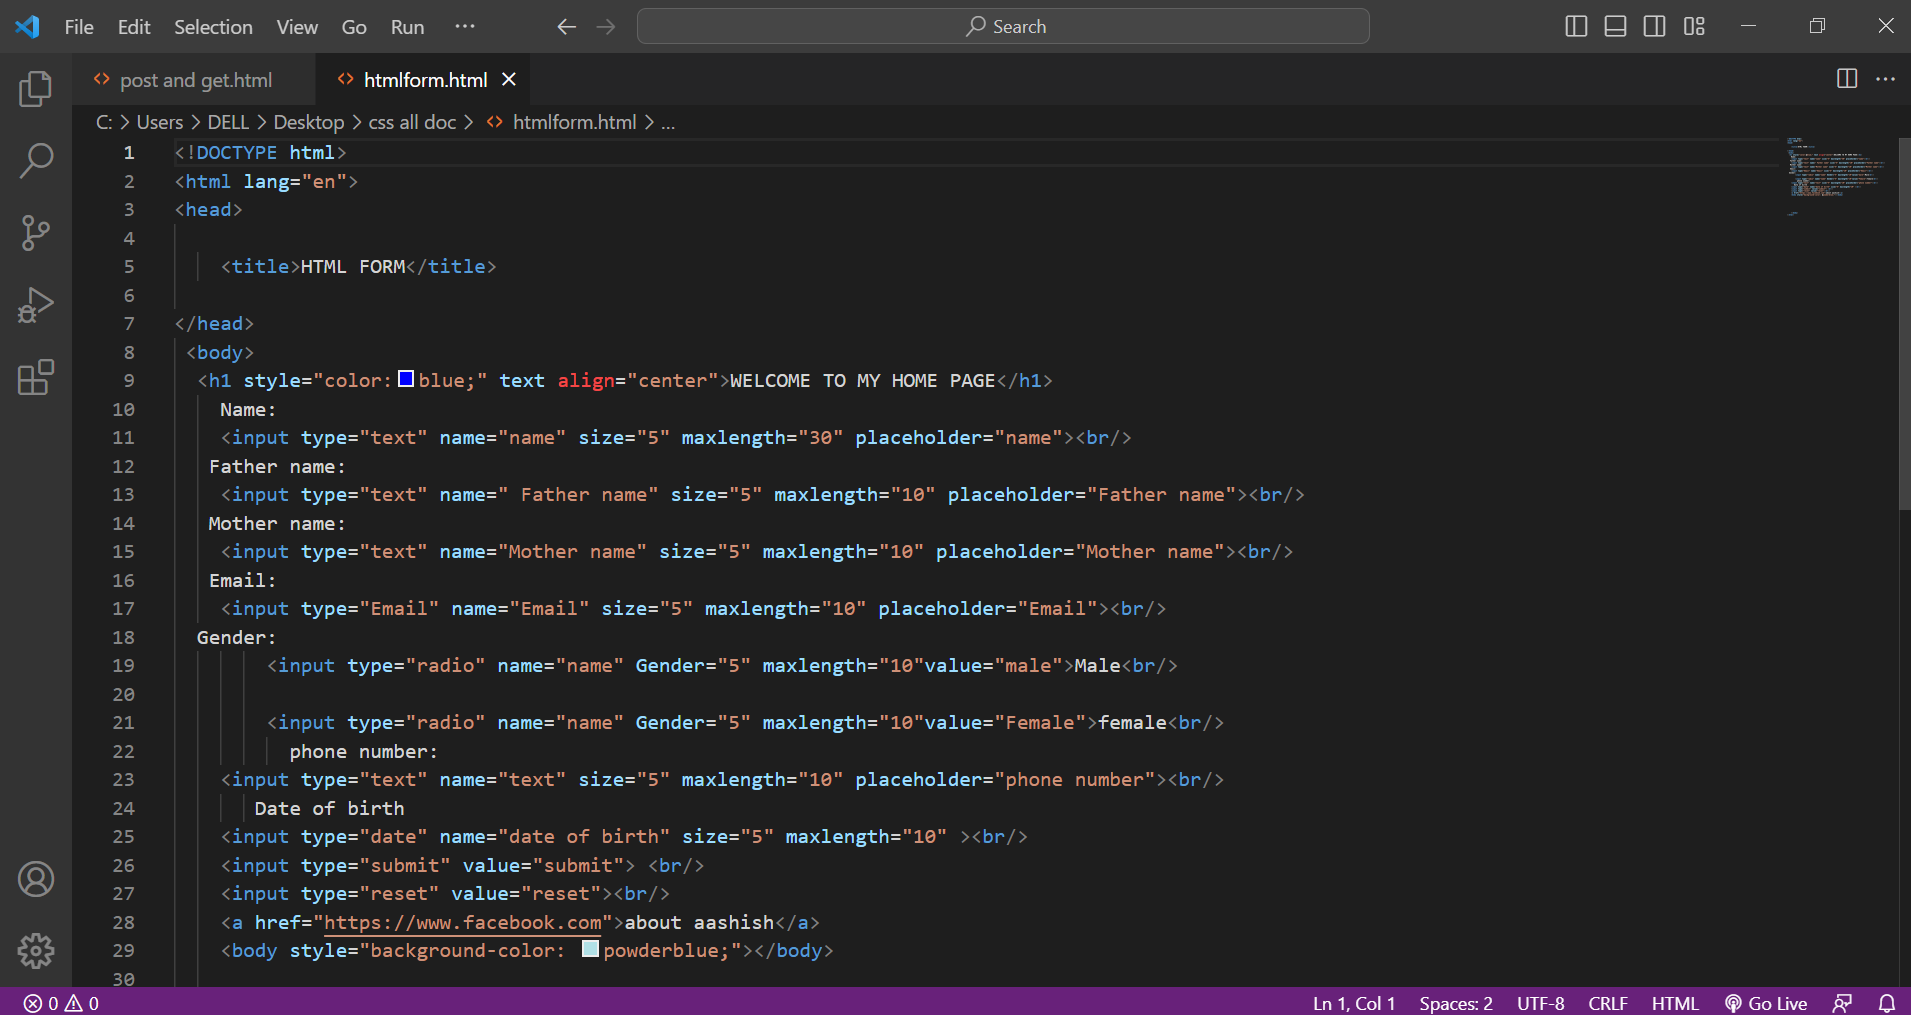 File Edit Selection View Go Run ··· Search
post and get.html htmlform.html
C: > Users > DELL > Desktop > css all doc > htmlform.html > ...
1 <!DOCTYPE html>
2 <html lang="en">
3 <head>
4
5 <title>HTML FORM</title>
6
7 </head>
8 <body>
9 <h1 style="color: blue;" text align="center">WELCOME TO MY HOME PAGE</h1>
10 Name:
11 <input type="text" name="name" size="5" maxlength="30" placeholder="name"><br/>
12 Father name:
13 <input type="text" name=" Father name" size="5" maxlength="10" placeholder="Father name"><br/>
14 Mother name:
15 <input type="text" name="Mother name" size="5" maxlength="10" placeholder="Mother name"><br/>
16 Email:
17 <input type="Email" name="Email" size="5" maxlength="10" placeholder="Email"><br/>
18 Gender:
19 <input type="radio" name="name" Gender="5" maxlength="10"value="male">Male<br/>
20
21 <input type="radio" name="name" Gender="5" maxlength="10"value="Female">female<br/>
22 phone number:
23 <input type="text" name="text" size="5" maxlength="10" placeholder="phone number"><br/>
24 Date of birth
25 <input type="date" name="date of birth" size="5" maxlength="10" ><br/>
26 <input type="submit" value="submit"> <br/>
27 <input type="reset" value="reset"><br/>
28 <a href="https://www.facebook.com">about aashish</a>
29 <body style="background-color: powderblue;"></body>
30
0 0 Ln 1, Col 1 Spaces: 2 UTF-8 CRLF HTML Go Live